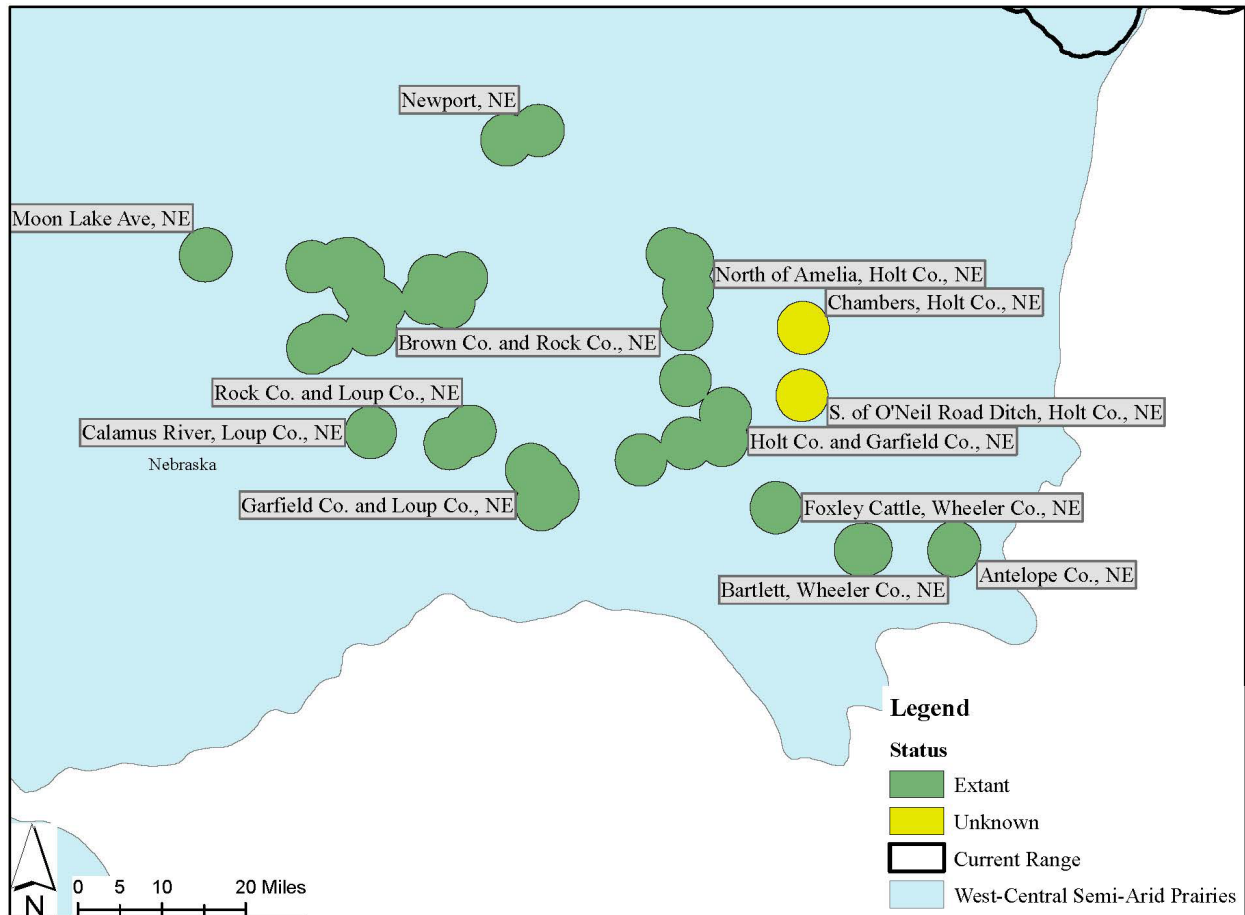 Newport, NE
Moon Lake Ave, NE
North of Amelia, Holt Co., NE
Chambers, Holt Co., NE
Brown Co. and Rock Co., NE
Rock Co. and Loup Co., NE
S. of O'Neil Road Ditch, Holt Co., NE
Calamus River, Loup Co., NE
Holt Co. and Garfield Co., NE
Nebraska
Garfield Co. and Loup Co., NE
Foxley Cattle, Wheeler Co., NE
Bartlett, Wheeler Co., NE
Antelope Co., NE
Legend
Status
Extant
Unknown
Current Range
West-Central Semi-Arid Prairies
0 5 10 20 Miles
N